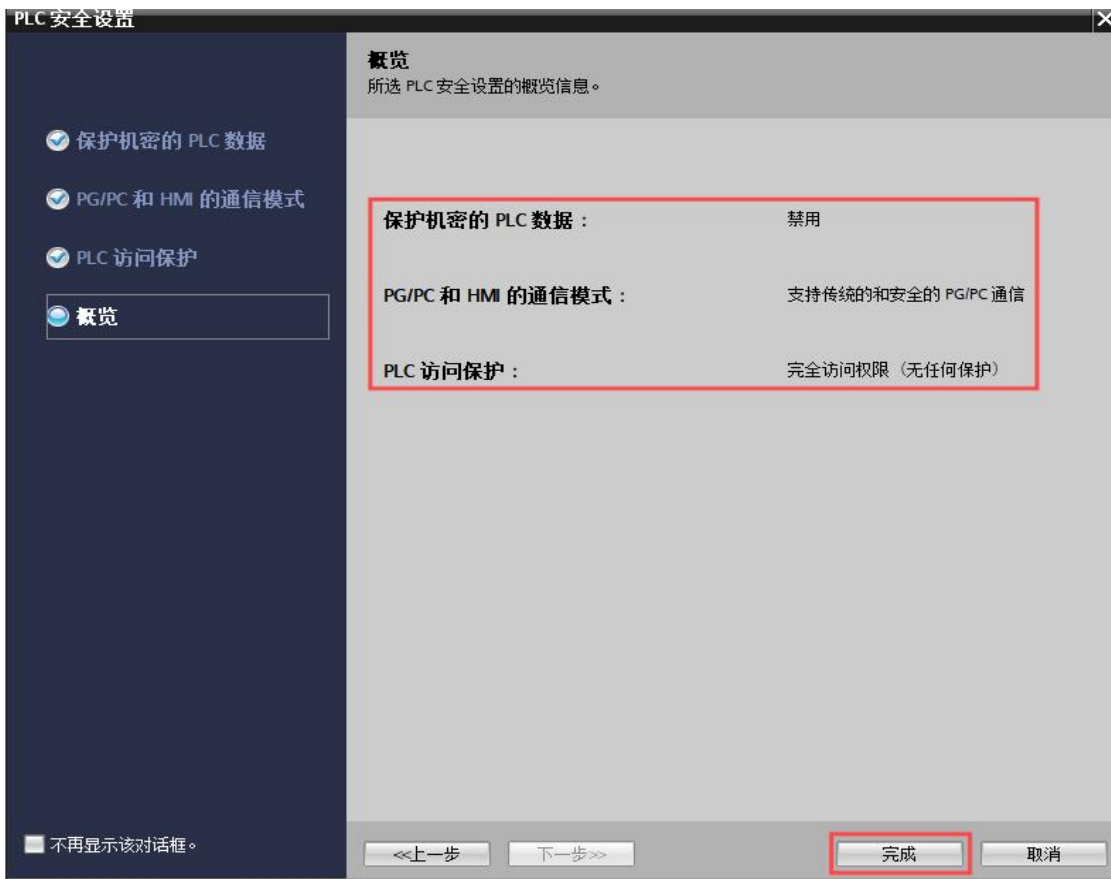 PLC 安全设置
概览
所选 PLC 安全设置的概览信息。
保护机密的 PLC 数据
PG/PC 和 HMI 的通信模式
PLC 访问保护
概览
保护机密的 PLC 数据： 禁用
PG/PC 和 HMI 的通信模式： 支持传统的和安全的 PG/PC 通信
PLC 访问保护： 完全访问权限（无任何保护）
不再显示该对话框。
<<上一步 下一步>> 完成 取消